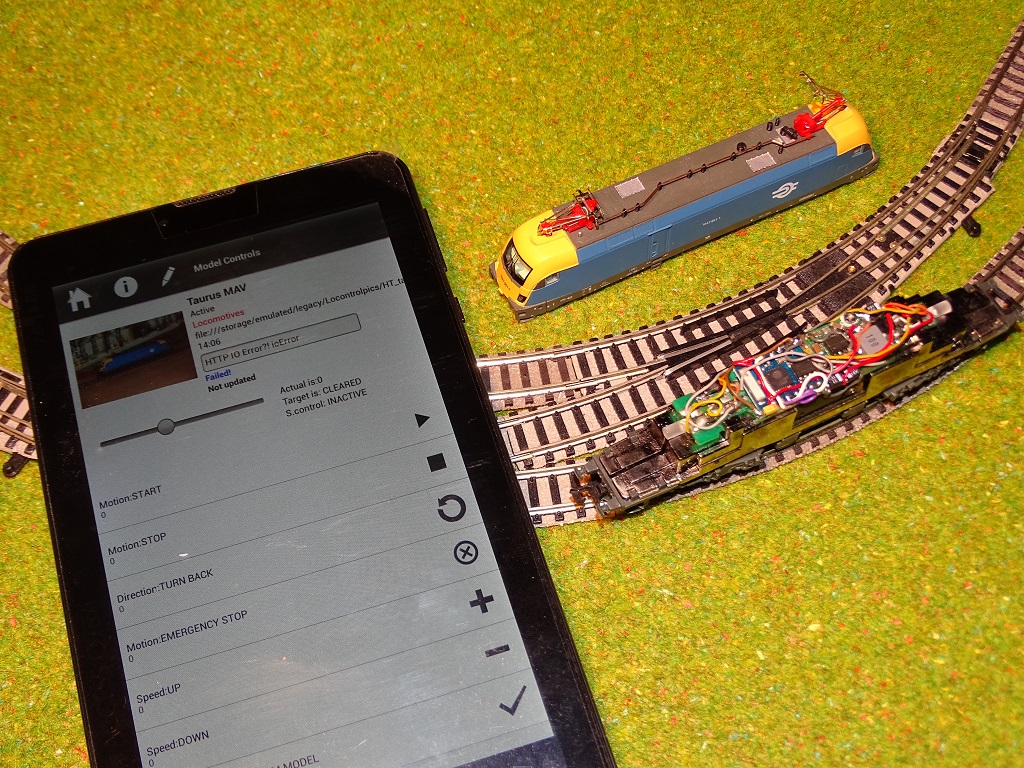 Model Controls
Taurus MAV
Active
Locomotives
file:///storage/emulated/legacy/Locontrolpics/HT_ta
14:06
HTTP IO Error?! ioError
Failed!
Not updated
Actual is:0
Target is: CLEARED
S.control: INACTIVE
Motion:START
0
Motion:STOP
0
Direction:TURN BACK
0
Motion:EMERGENCY STOP
0
Speed:UP
0
Speed:DOWN
0
MODEL